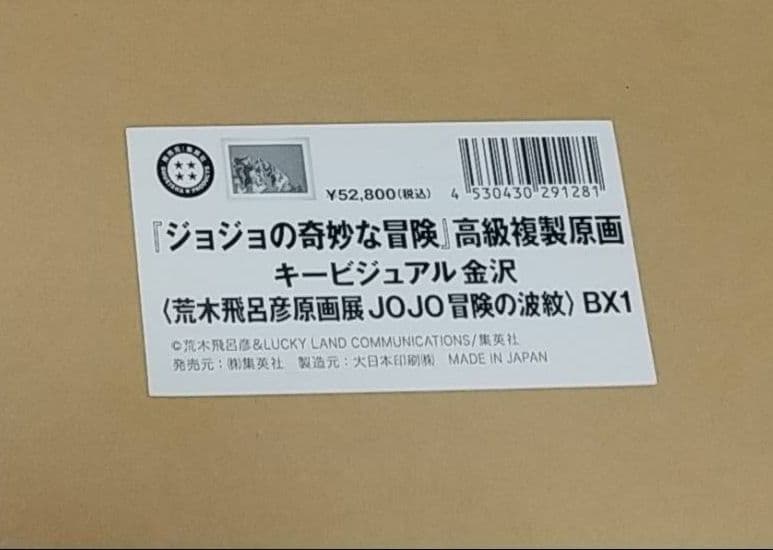 ¥52,800(税込)
4 530430 291281
『ジョジョの奇妙な冒険』高級複製原画
キービジュアル 金沢
〈荒木飛呂彦原画展 JOJO 冒険の波紋〉 BX1
©荒木飛呂彦&LUCKY LAND COMMUNICATIONS/集英社
発売元:㈱集英社 製造元:大日本印刷㈱ MADE IN JAPAN